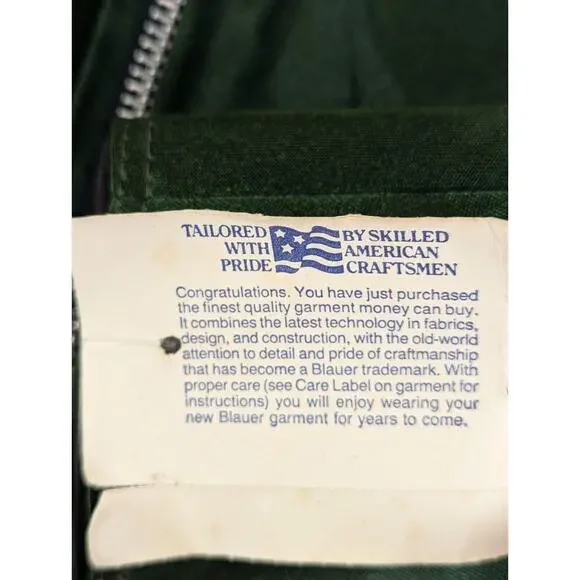 TAILORED WITH PRIDE BY SKILLED AMERICAN CRAFTSMEN
Congratulations. You have just purchased
the finest quality garment money can buy.
It combines the latest technology in fabrics,
design, and construction, with the old-world
attention to detail and pride of craftmanship
that has become a Blauer trademark. With
proper care (see Care Label on garment for
instructions) you will enjoy wearing your
new Blauer garment for years to come.